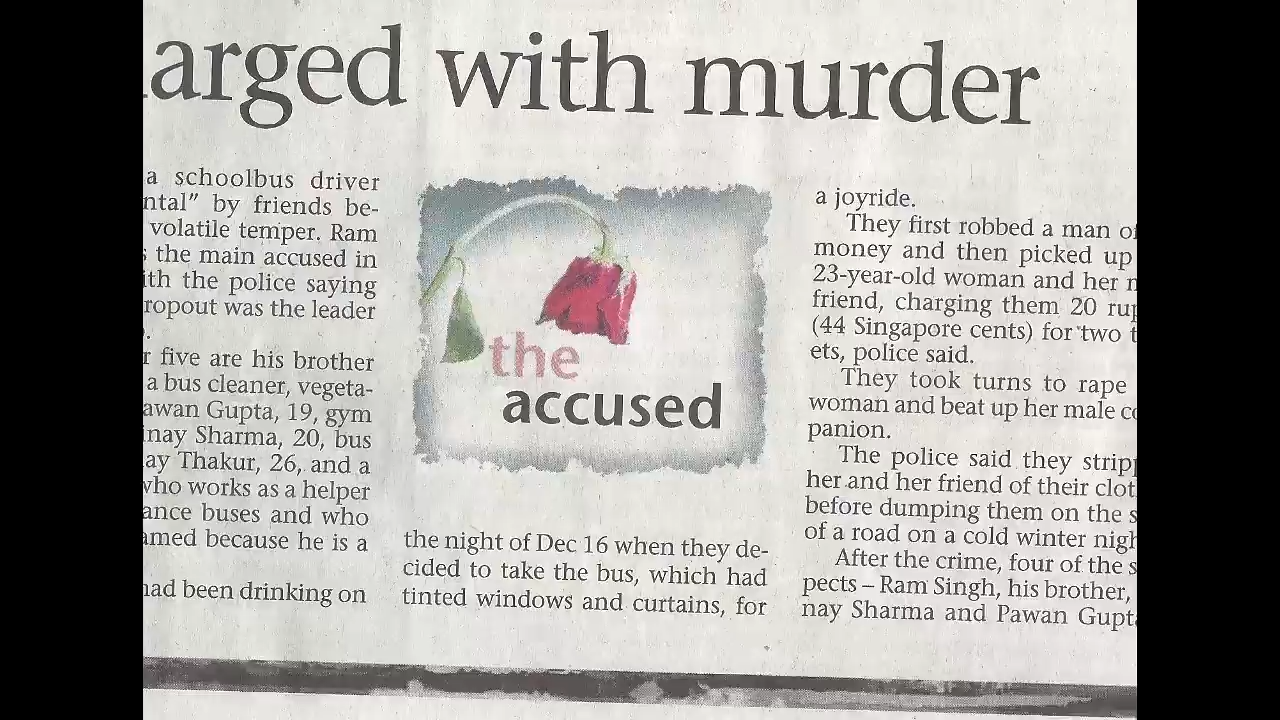 arged with murder
a schoolbus driver
ntal" by friends be-
volatile temper. Ram
the main accused in
ith the police saying
ropout was the leader
r five are his brother
a bus cleaner, vegeta-
awan Gupta, 19, gym
inay Sharma, 20, bus
ay Thakur, 26, and a
who works as a helper
ance buses and who
amed because he is a
had been drinking on
the
accused
the night of Dec 16 when they de-
cided to take the bus, which had
tinted windows and curtains, for
a joyride.
They first robbed a man of
money and then picked up
23-year-old woman and her
friend, charging them 20 rup
(44 Singapore cents) for two t
ets, police said.
They took turns to rape
woman and beat up her male co
panion.
The police said they stripp
her and her friend of their clot
before dumping them on the s
of a road on a cold winter nigh
After the crime, four of the s
pects – Ram Singh, his brother,
nay Sharma and Pawan Gupta